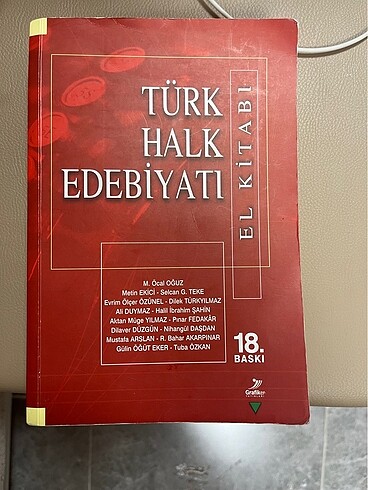 TÜRK
HALK
EDEBİYATI
EL KİTABI
M. Öcal OĞUZ
Metin EKİCİ - Selcan G. TEKE
Evrim Ölçer ÖZÜNEL - Dilek TÜRKYILMAZ
Ali DUYMAZ - Halil İbrahim ŞAHİN
Aktan Müge YILMAZ - Pınar FEDAKÂR
Dilaver DÜZGÜN - Nihangül DAŞDAN
Mustafa ARSLAN - R. Bahar AKARPINAR
Gülin ÖĞÜT EKER - Tuba ÖZKAN
18.
BASKI
Grafiker
YAYINLARI